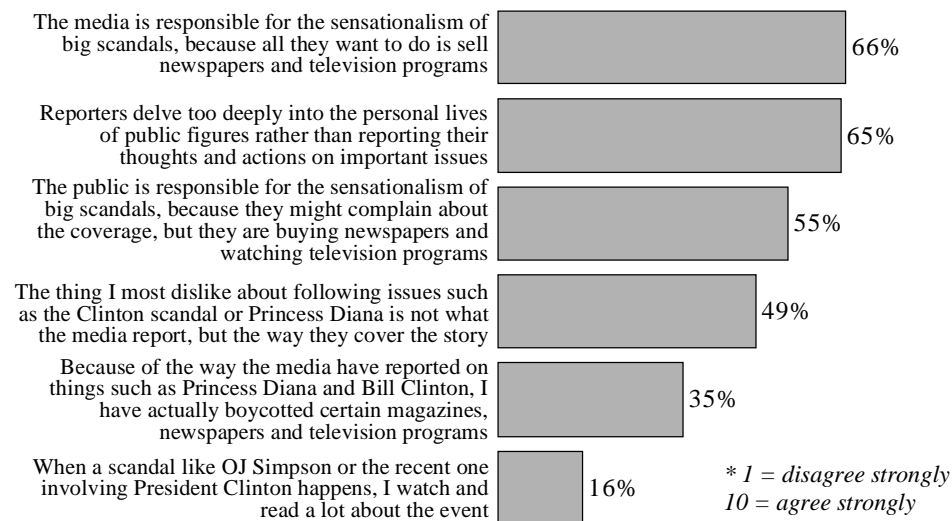 The media is responsible for the sensationalism of
big scandals, because all they want to do is sell
newspapers and television programs
66%
Reporters delve too deeply into the personal lives
of public figures rather than reporting their
thoughts and actions on important issues
65%
The public is responsible for the sensationalism of
big scandals, because they might complain about
the coverage, but they are buying newspapers and
watching television programs
55%
The thing I most dislike about following issues such
as the Clinton scandal or Princess Diana is not what
the media report, but the way they cover the story
49%
Because of the way the media have reported on
things such as Princess Diana and Bill Clinton, I
have actually boycotted certain magazines,
newspapers and television programs
35%
When a scandal like OJ Simpson or the recent one
involving President Clinton happens, I watch and
read a lot about the event
16%
* 1 = disagree strongly
10 = agree strongly